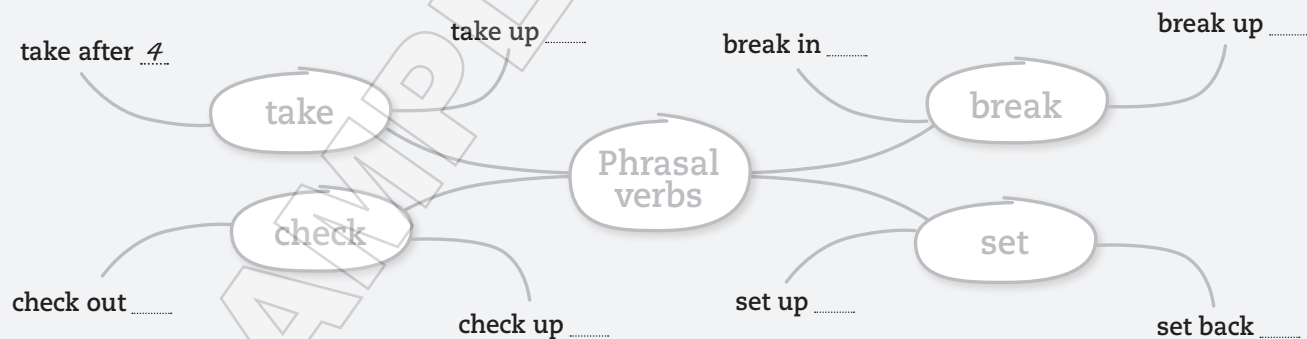 take after 4
take up
break in
break up
take
break
Phrasal
verbs
check
set
check out
check up
set up
set back